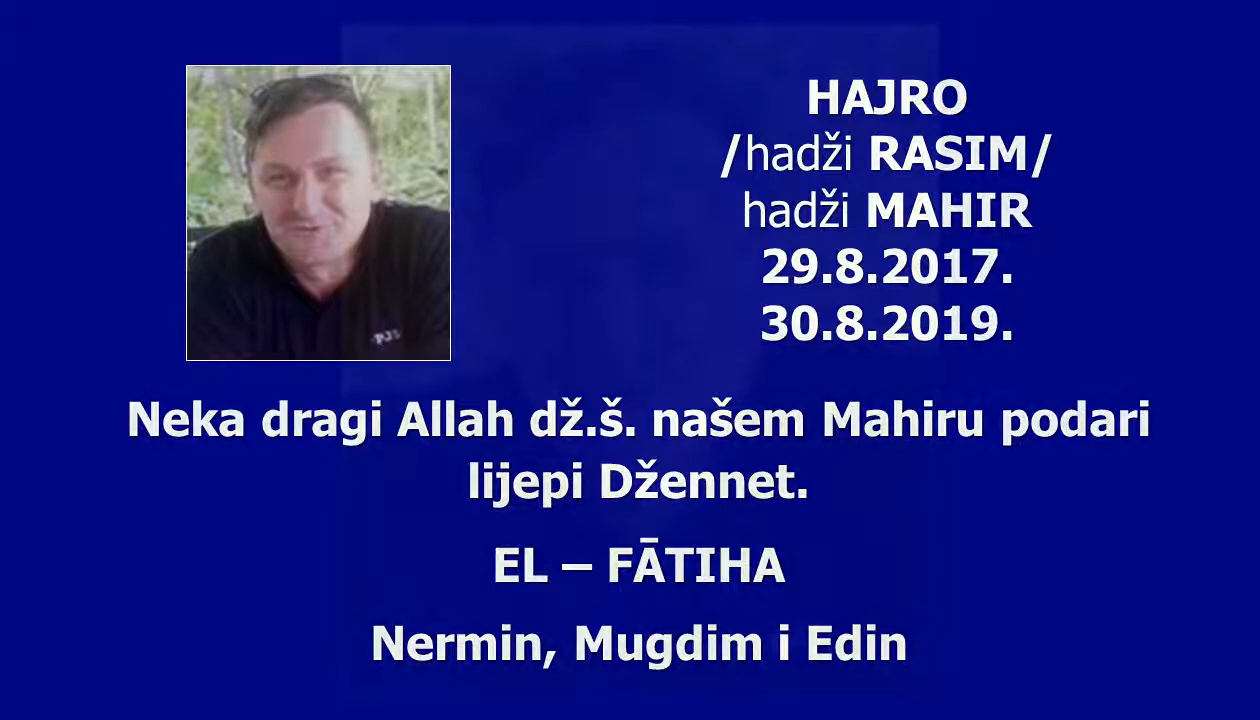 HAJRO
/hadži RASIM/
hadži MAHIR
29.8.2017.
30.8.2019.
Neka dragi Allah dž.š. našem Mahiru podari
lijepi Džennet.
EL – FĀTIHA
Nermin, Mugdim i Edin